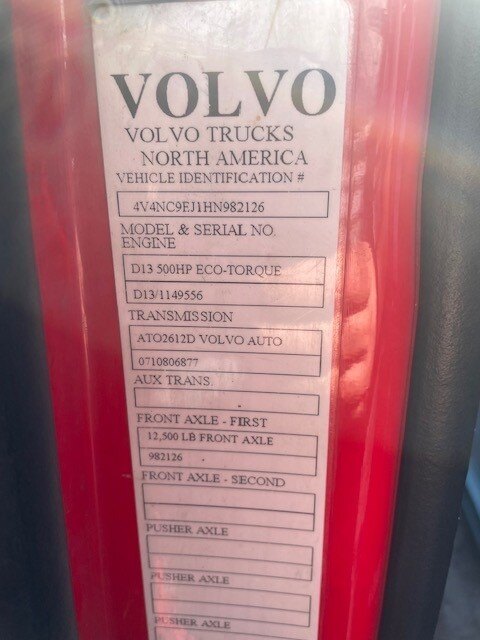 VOLVO
VOLVO TRUCKS
NORTH AMERICA
VEHICLE IDENTIFICATION #
4V4NC9EJ1HN982126
MODEL & SERIAL NO.
ENGINE
D13 500HP ECO-TORQUE
D13/1149556
TRANSMISSION
ATO2612D VOLVO AUTO
0710806877
AUX TRANS.
FRONT AXLE - FIRST
12,500 LB FRONT AXLE
982126
FRONT AXLE - SECOND
PUSHER AXLE
PUSHER AXLE
PUSHER AXLE